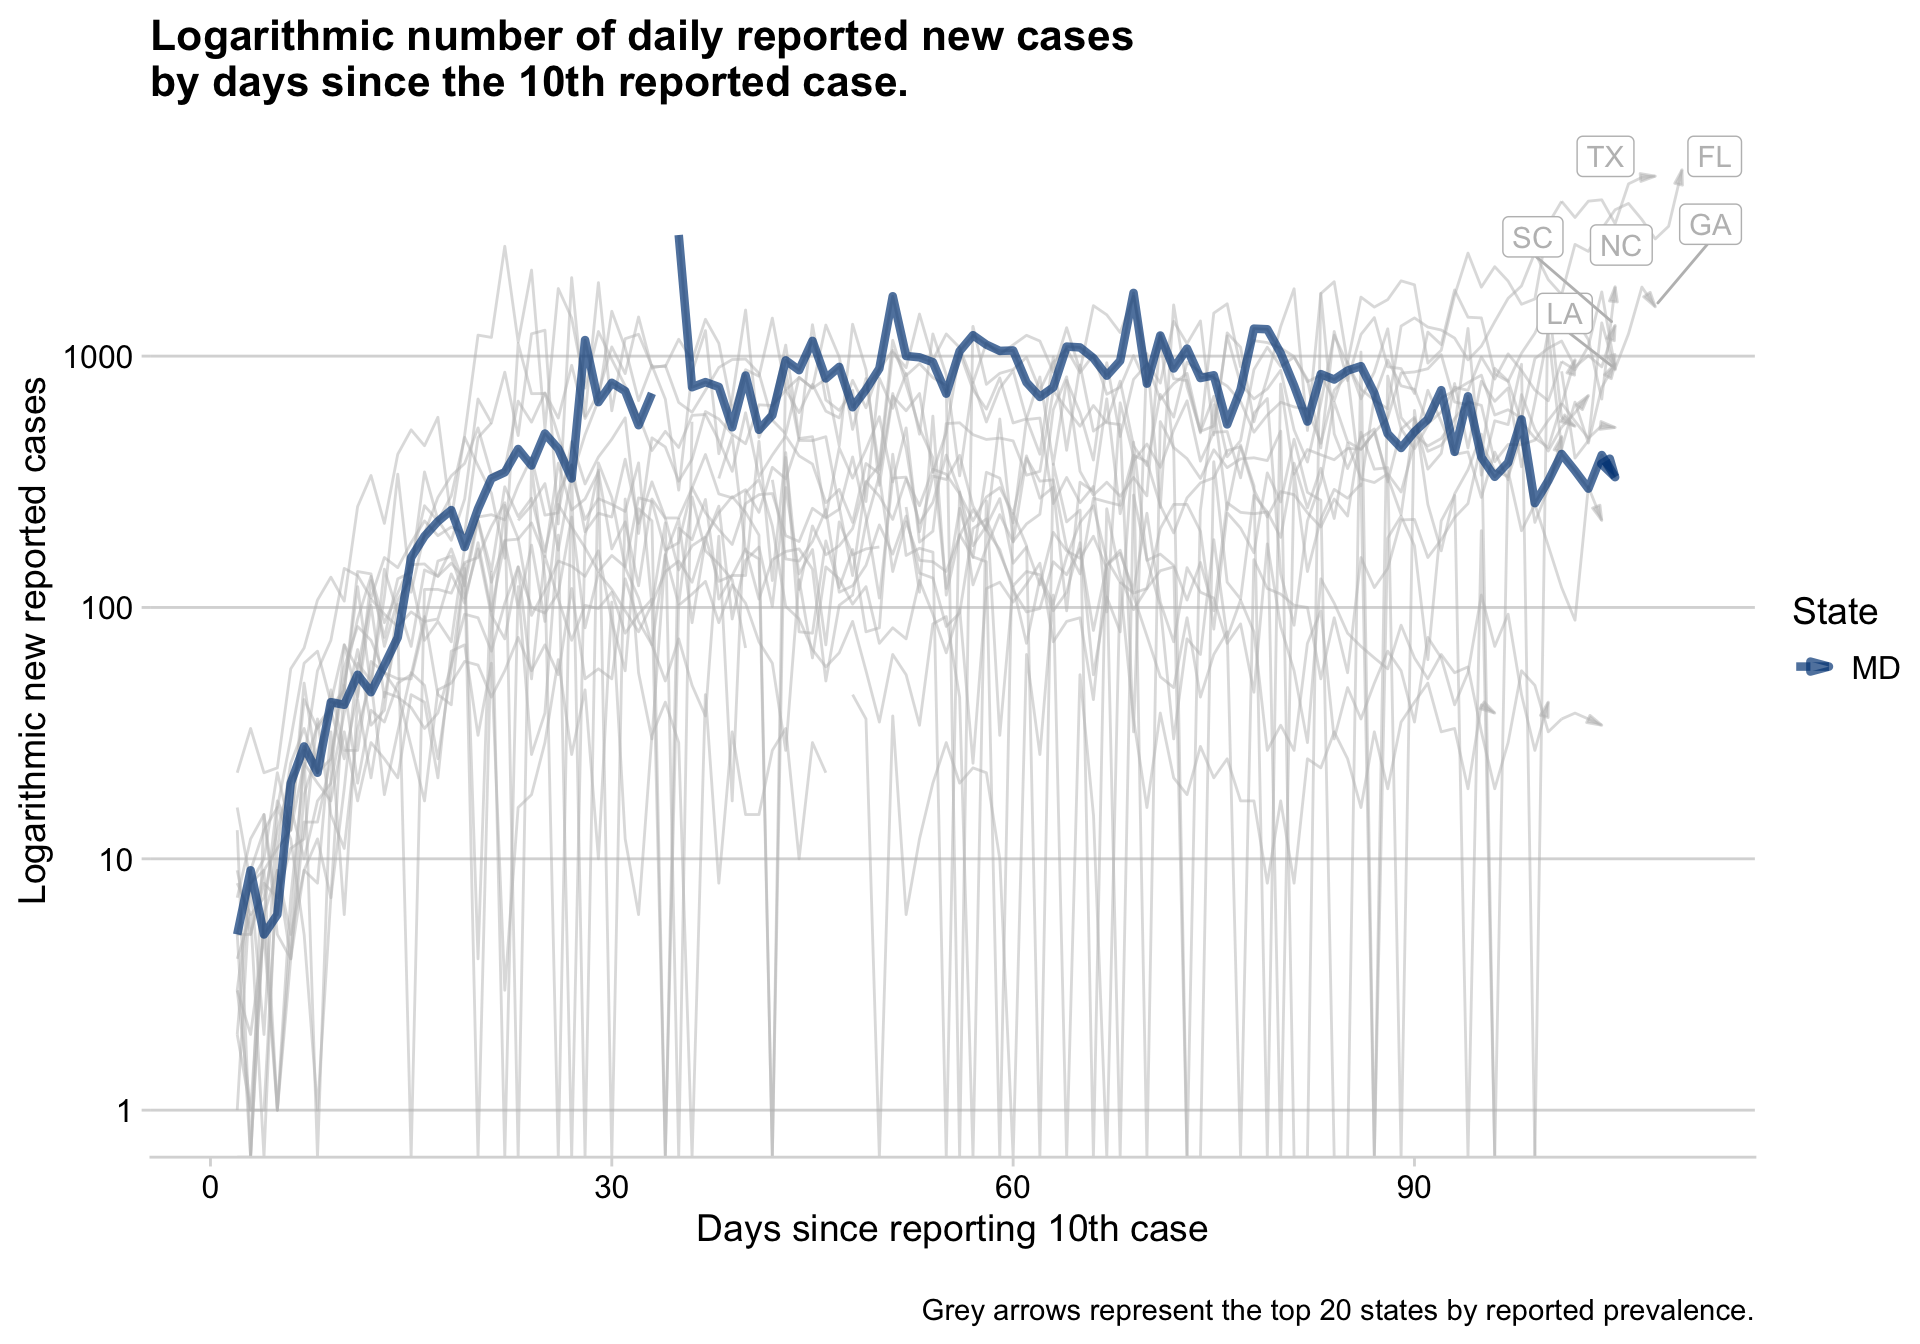 Logarithmic number of daily reported new cases
by days since the 10th reported case.
TX
FL
GA
SC
NC
LA
1000
100
10
1
Logarithmic new reported cases
0
30
60
90
Days since reporting 10th case
State
MD
Grey arrows represent the top 20 states by reported prevalence.